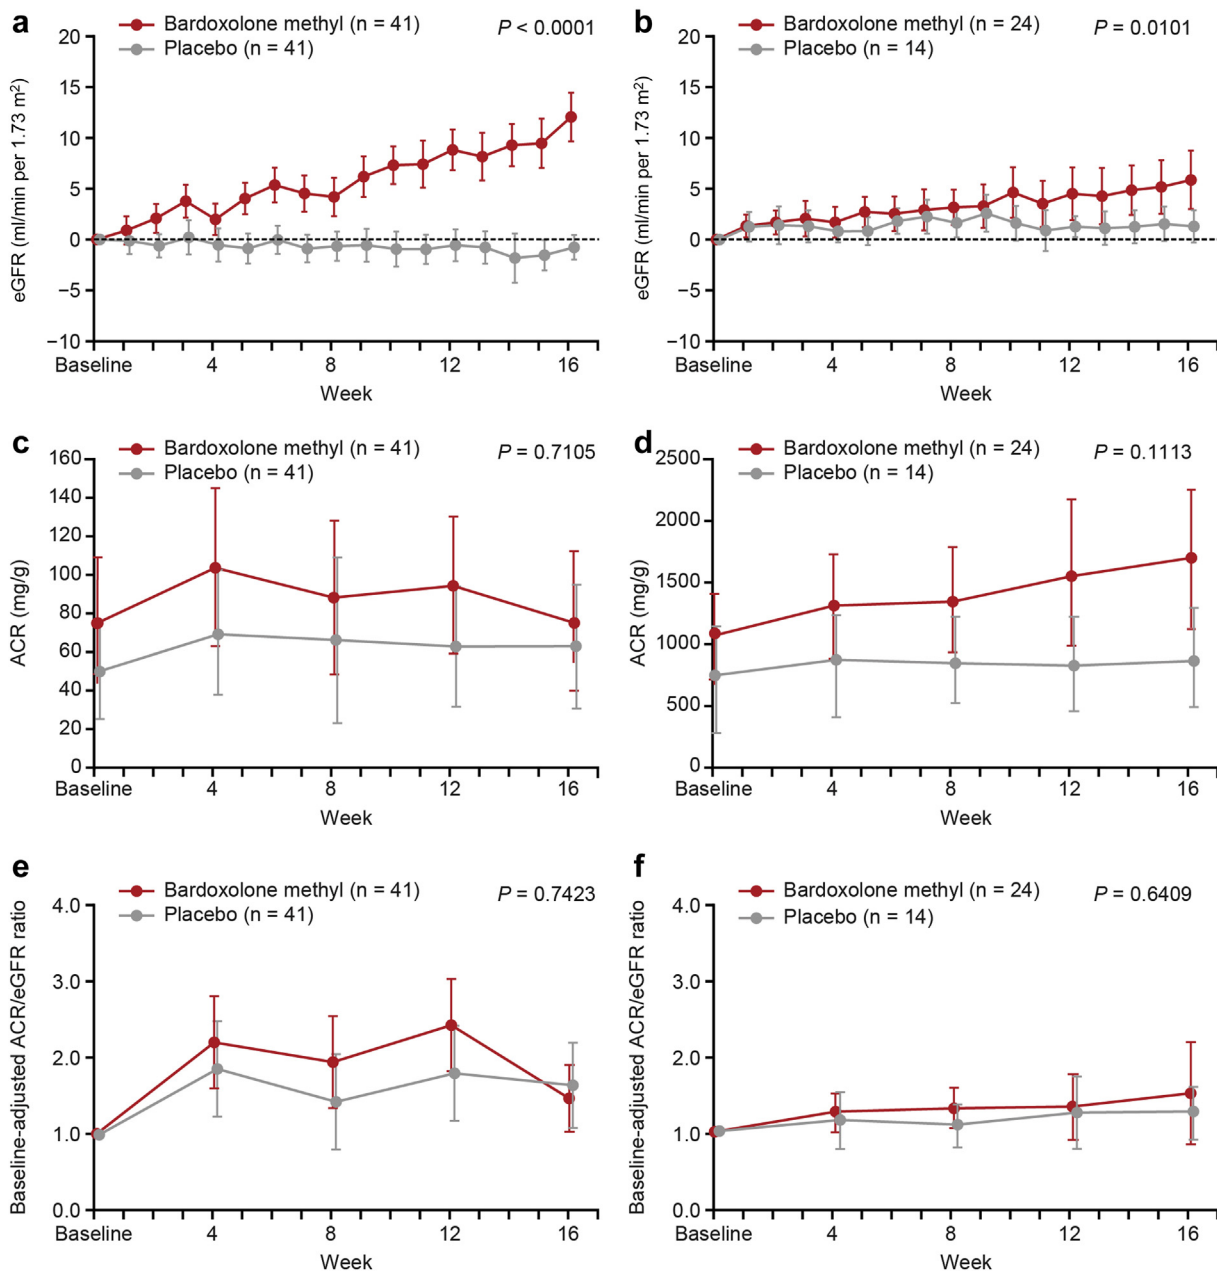 a
Bardoxolone methyl (n = 41)
Placebo (n = 41)
P < 0.0001
eGFR (ml/min per 1.73 m²)
20
15
10
5
0
−5
−10
Baseline 4 8 12 16
Week
b
Bardoxolone methyl (n = 24)
Placebo (n = 14)
P = 0.0101
eGFR (ml/min per 1.73 m²)
20
15
10
5
0
−5
−10
Baseline 4 8 12 16
Week
c
Bardoxolone methyl (n = 41)
Placebo (n = 41)
P = 0.7105
ACR (mg/g)
160
140
120
100
80
60
40
20
0
Baseline 4 8 12 16
Week
d
Bardoxolone methyl (n = 24)
Placebo (n = 14)
P = 0.1113
ACR (mg/g)
2500
2000
1500
1000
500
0
Baseline 4 8 12 16
Week
e
Bardoxolone methyl (n = 41)
Placebo (n = 41)
P = 0.7423
Baseline-adjusted ACR/eGFR ratio
4.0
3.0
2.0
1.0
0.0
Baseline 4 8 12 16
Week
f
Bardoxolone methyl (n = 24)
Placebo (n = 14)
P = 0.6409
Baseline-adjusted ACR/eGFR ratio
4.0
3.0
2.0
1.0
0.0
Baseline 4 8 12 16
Week